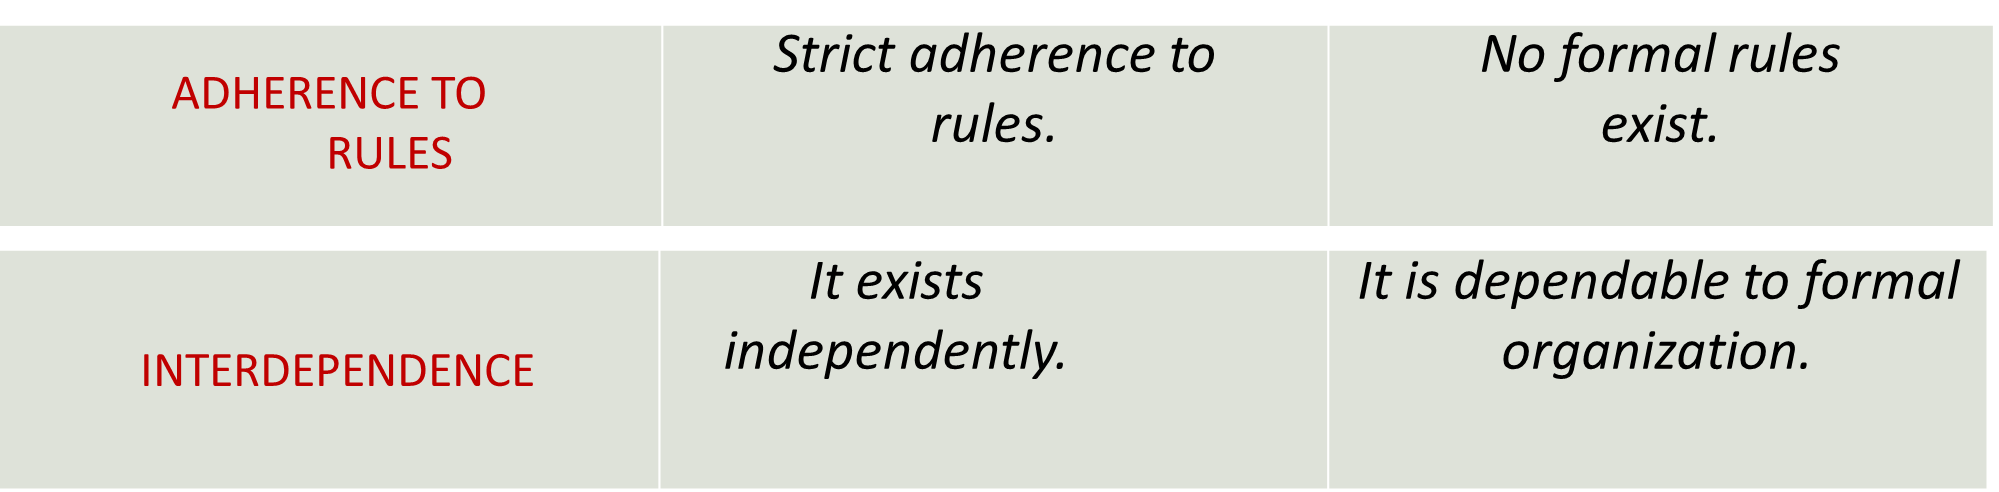 ADHERENCE TO
RULES
Strict adherence to
rules.
No formal rules
exist.
INTERDEPENDENCE
It exists
independently.
It is dependable to formal
organization.